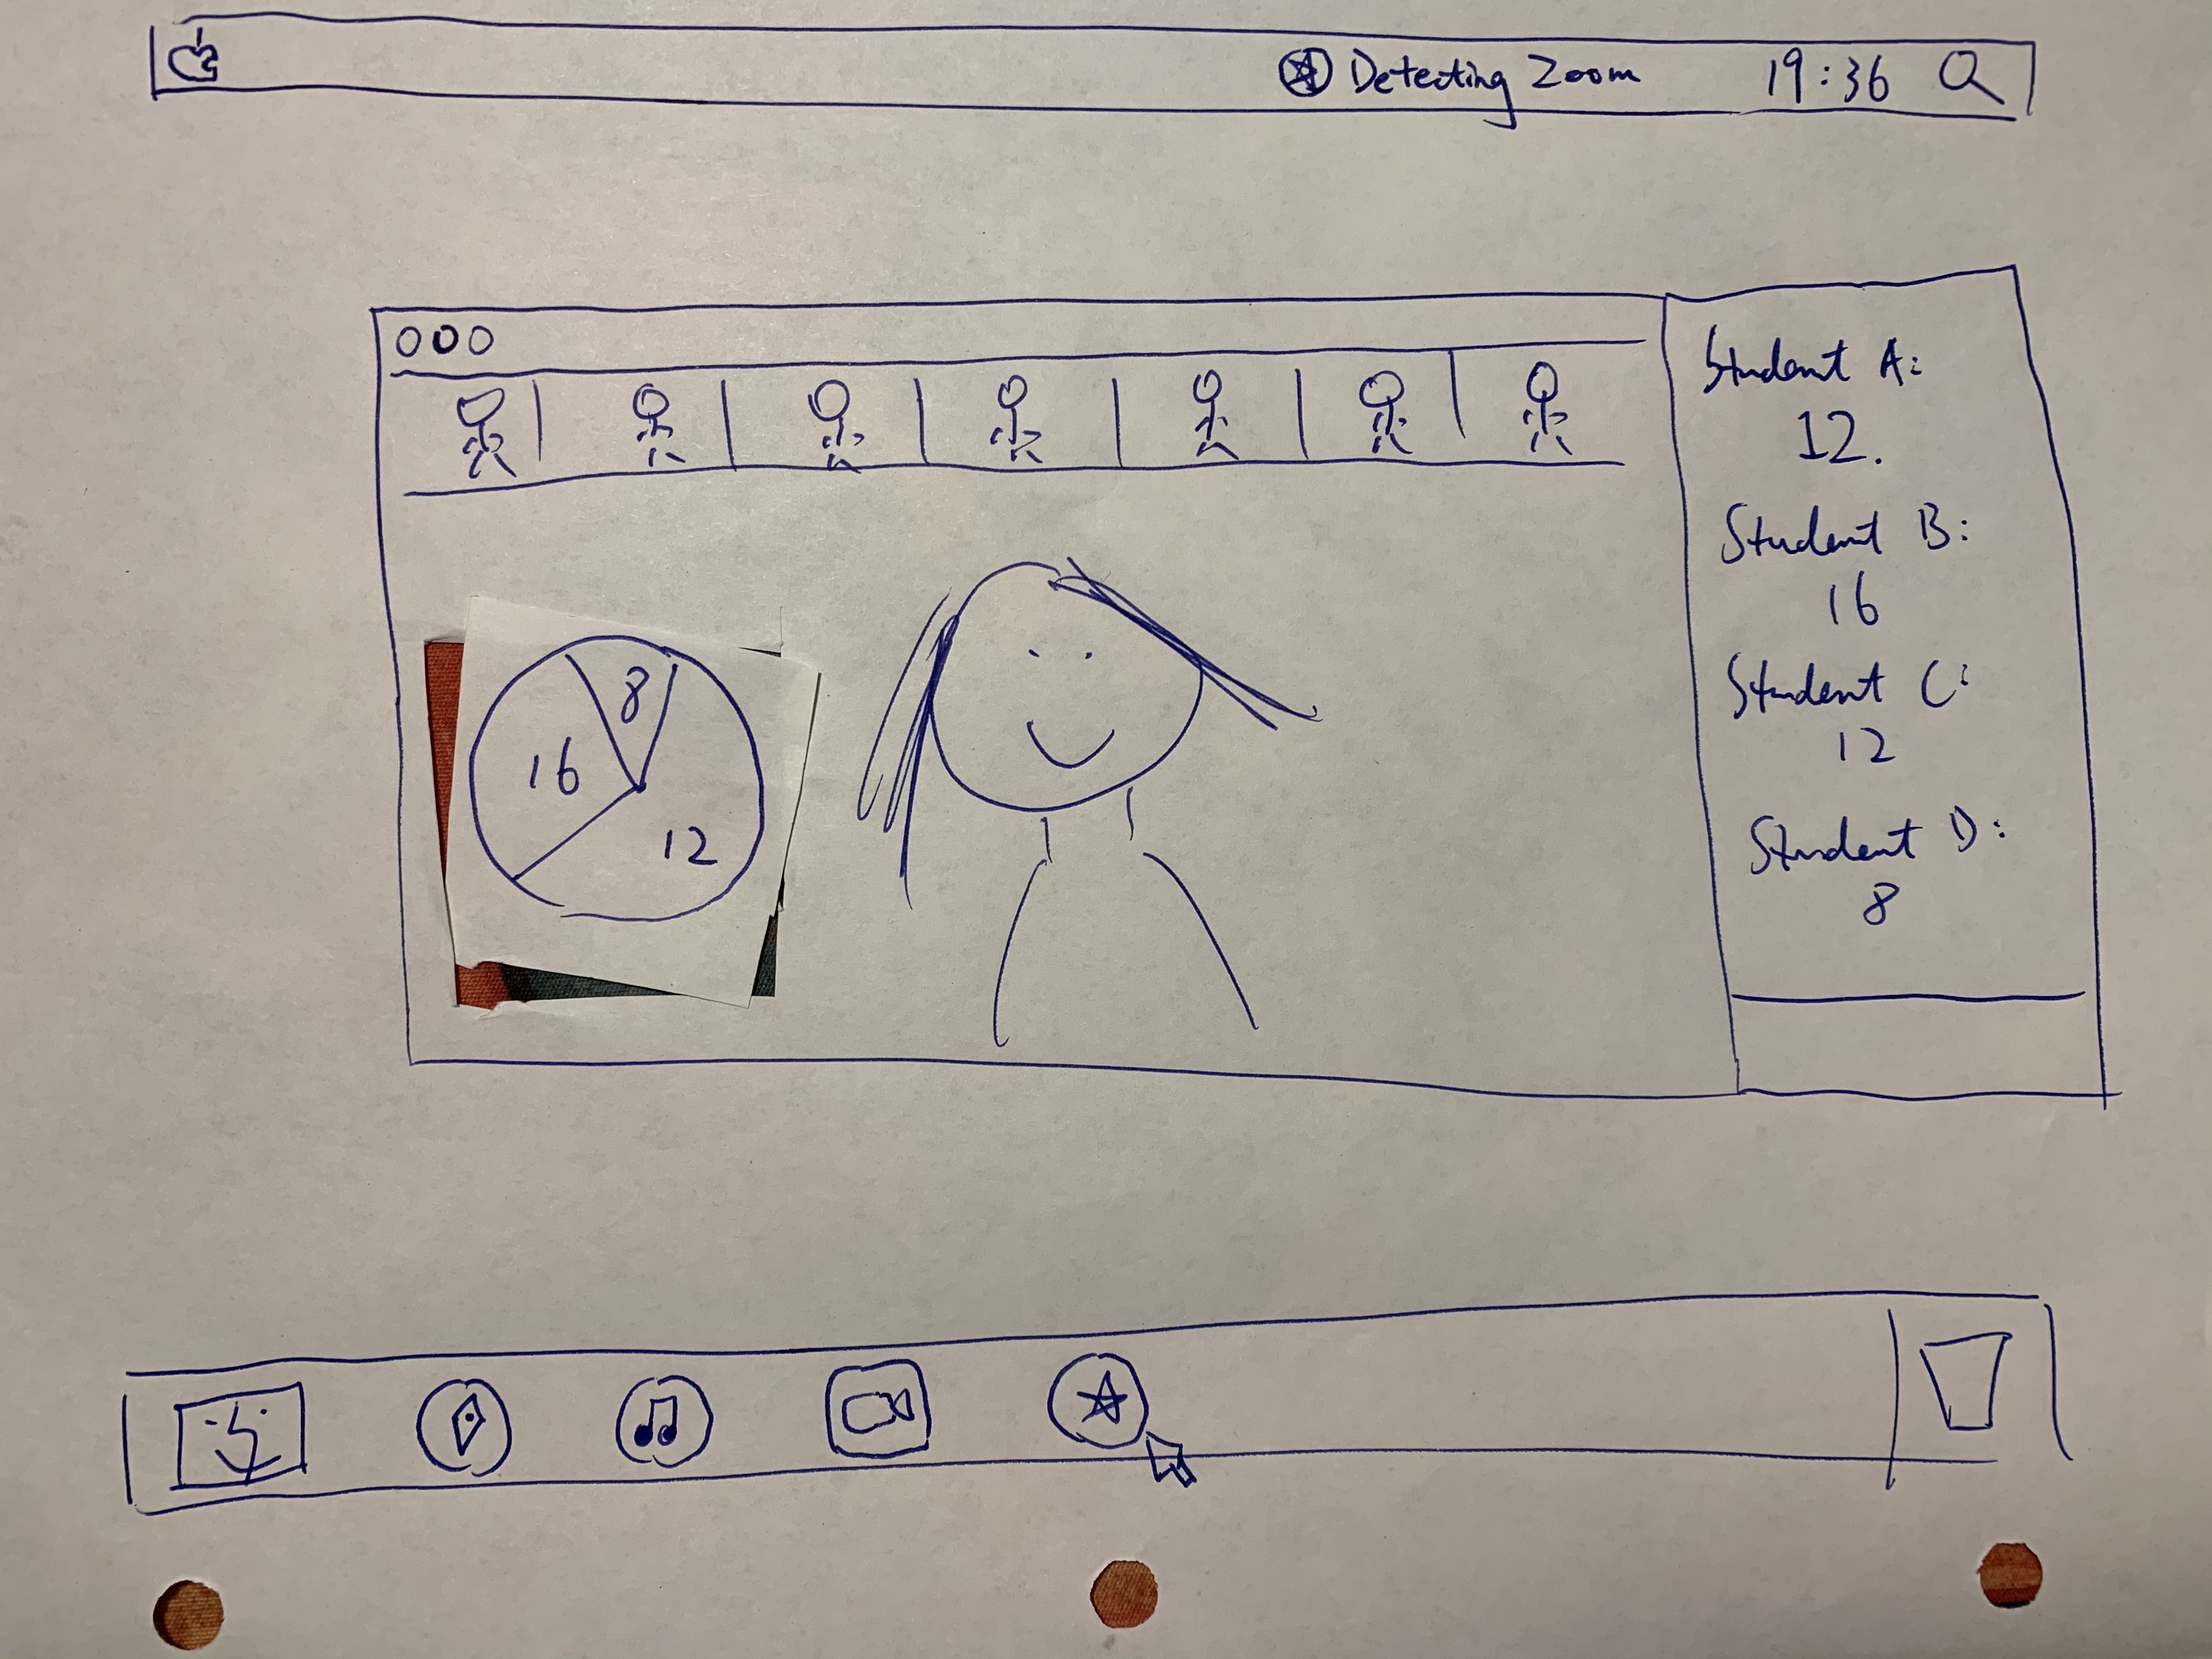 Detecting Zoom 19:36
Student A:
12.
Student B:
16
Student C:
12
Student D:
8
8
16
12